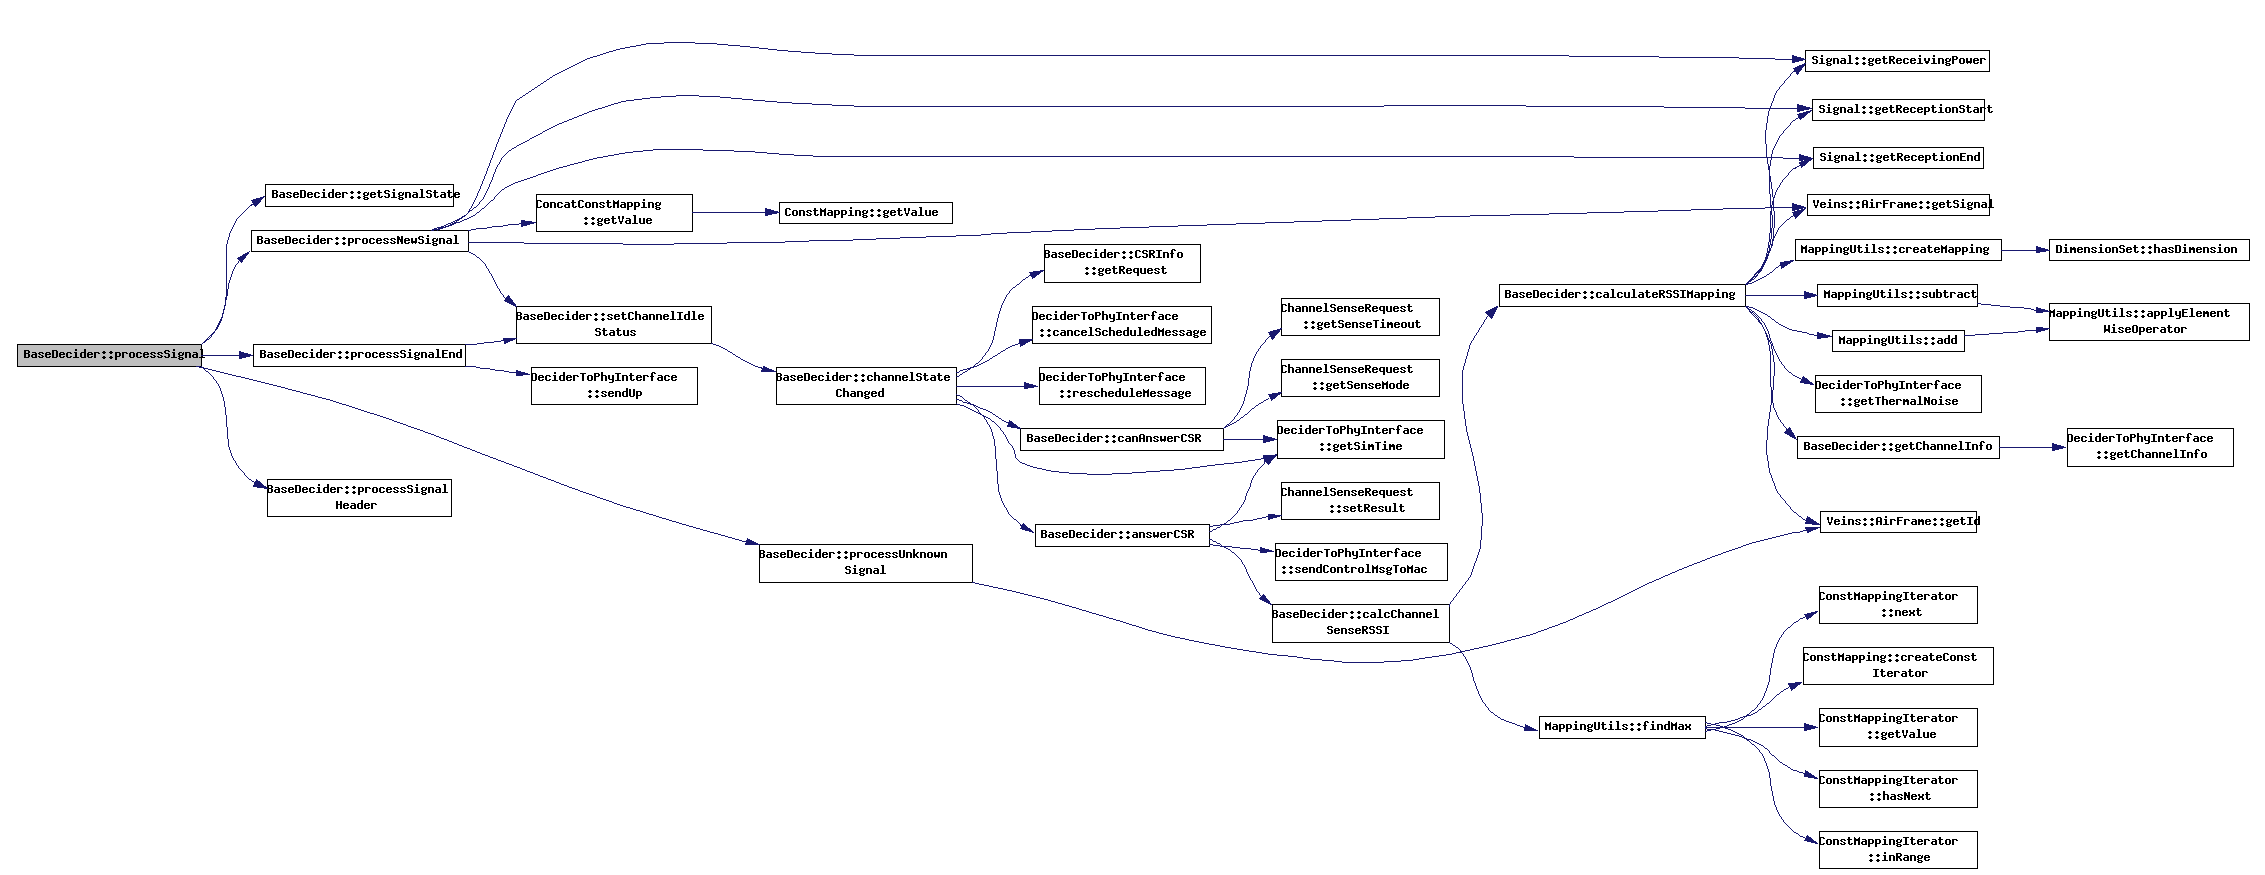 BaseDecider::processSignal
BaseDecider::getSignalState
BaseDecider::processNewSignal
BaseDecider::processSignalEnd
BaseDecider::processSignal
Header
ConcatConstMapping
::getValue
BaseDecider::setChannelIdle
Status
DeciderToPhyInterface
::sendUp
ConstMapping::getValue
BaseDecider::channelState
Changed
BaseDecider::processUnknown
Signal
BaseDecider::CSRInfo
::getRequest
DeciderToPhyInterface
::cancelScheduledMessage
DeciderToPhyInterface
::rescheduleMessage
BaseDecider::canAnswerCSR
BaseDecider::answerCSR
ChannelSenseRequest
::getSenseTimeout
ChannelSenseRequest
::getSenseMode
DeciderToPhyInterface
::getSimTime
ChannelSenseRequest
::setResult
DeciderToPhyInterface
::sendControlMsgToMac
BaseDecider::calcChannel
SenseRSSI
BaseDecider::calculateRSSIMapping
MappingUtils::findMax
Signal::getReceivingPower
Signal::getReceptionStart
Signal::getReceptionEnd
Veins::AirFrame::getSignal
MappingUtils::createMapping
MappingUtils::subtract
MappingUtils::add
DeciderToPhyInterface
::getThermalNoise
BaseDecider::getChannelInfo
Veins::AirFrame::getId
ConstMappingIterator
::next
ConstMapping::createConst
Iterator
ConstMappingIterator
::getValue
ConstMappingIterator
::hasNext
ConstMappingIterator
::inRange
DimensionSet::hasDimension
MappingUtils::applyElement
WiseOperator
DeciderToPhyInterface
::getChannelInfo